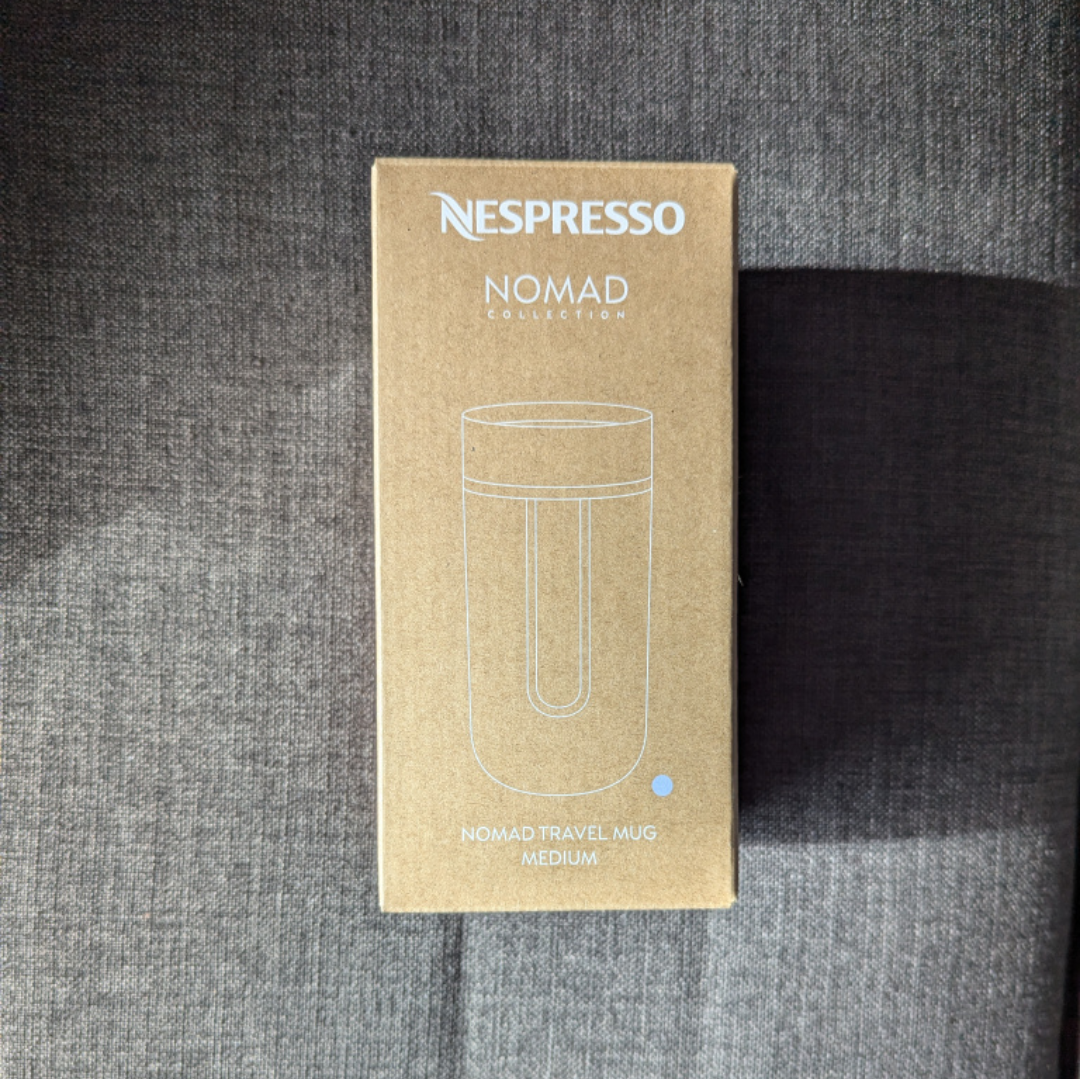 NESPRESSO
NOMAD
COLLECTION
NOMAD TRAVEL MUG
MEDIUM